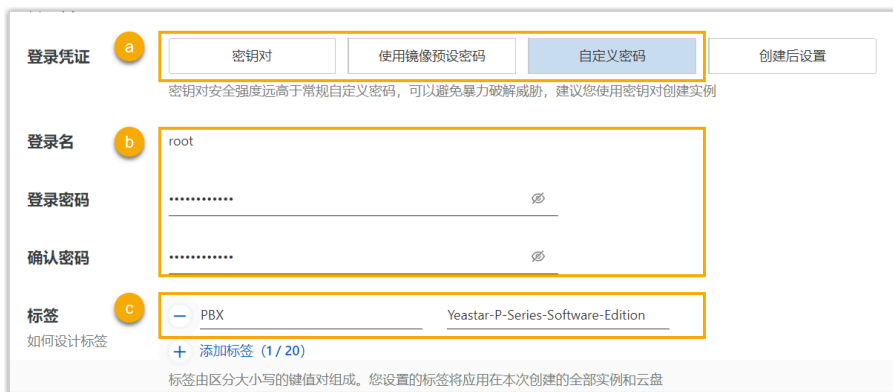 登录凭证 a 密钥对 使用镜像预设密码 自定义密码 创建后设置
密钥对安全强度远高于常规自定义密码，可以避免暴力破解威胁，建议您使用密钥对创建实例
登录名 b root
登录密码 ••••••••••••
确认密码 ••••••••••••
标签 c PBX Yeastar-P-Series-Software-Edition
如何设计标签
添加标签（1 / 20）
标签由区分大小写的键值对组成。您设置的标签将应用在本次创建的全部实例和云盘